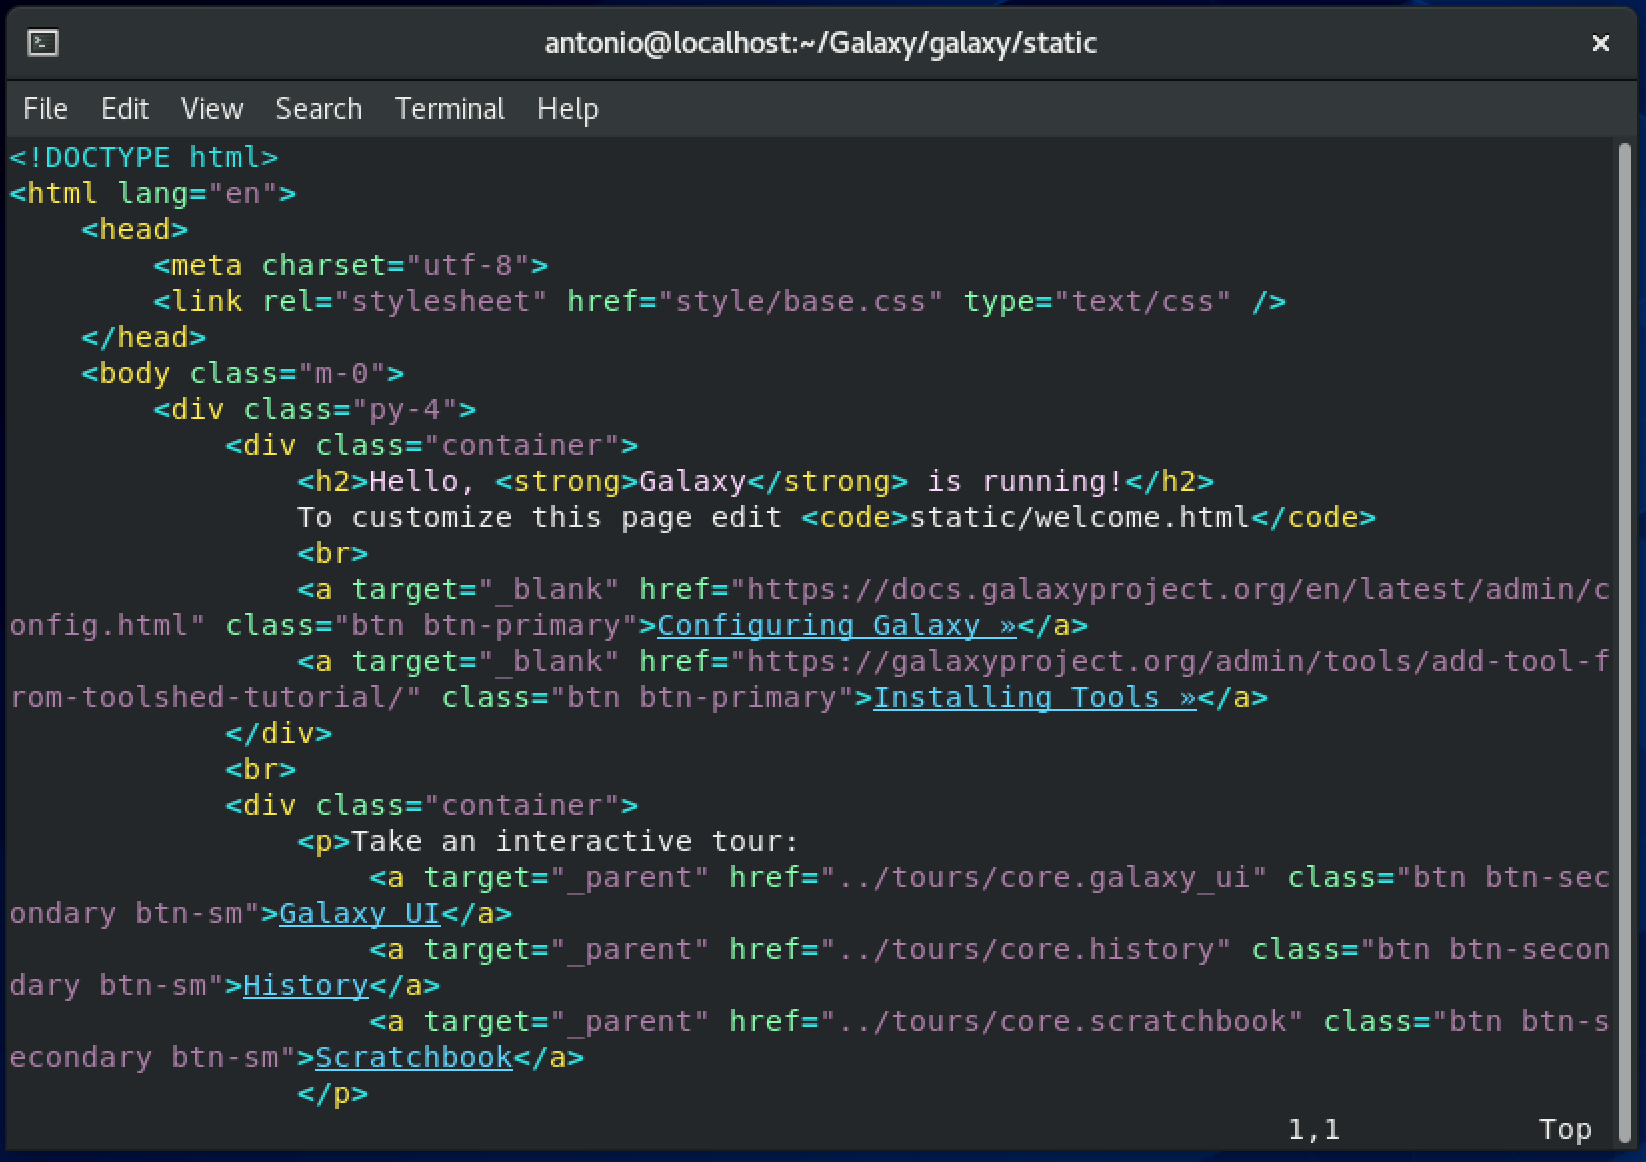 antonio@localhost:~/Galaxy/galaxy/static
File Edit View Search Terminal Help
<!DOCTYPE html>
<html lang="en">
    <head>
        <meta charset="utf-8">
        <link rel="stylesheet" href="style/base.css" type="text/css" />
    </head>
    <body class="m-0">
        <div class="py-4">
            <div class="container">
                <h2>Hello, <strong>Galaxy</strong> is running!</h2>
                To customize this page edit <code>static/welcome.html</code>
                <br>
                <a target="_blank" href="https://docs.galaxyproject.org/en/latest/admin/c
onfig.html" class="btn btn-primary">Configuring Galaxy »</a>
                <a target="_blank" href="https://galaxyproject.org/admin/tools/add-tool-f
rom-toolshed-tutorial/" class="btn btn-primary">Installing Tools »</a>
            </div>
            <br>
            <div class="container">
                <p>Take an interactive tour:
                    <a target="_parent" href="../tours/core.galaxy_ui" class="btn btn-sec
ondary btn-sm">Galaxy UI</a>
                    <a target="_parent" href="../tours/core.history" class="btn btn-secon
dary btn-sm">History</a>
                    <a target="_parent" href="../tours/core.scratchbook" class="btn btn-s
econdary btn-sm">Scratchbook</a>
                </p>
1,1 Top